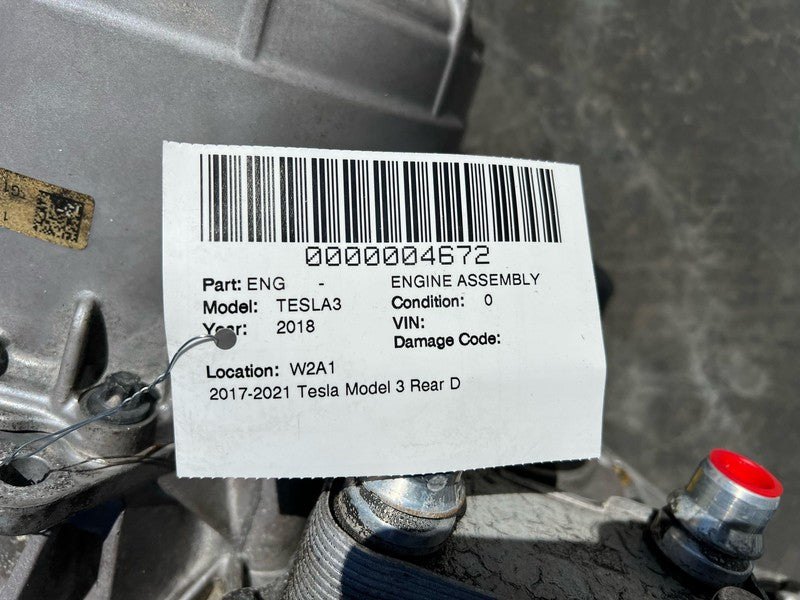 0000004672
Part: ENG - ENGINE ASSEMBLY
Model: TESLA3 Condition: 0
Year: 2018 VIN:
Damage Code:
Location: W2A1
2017-2021 Tesla Model 3 Rear D